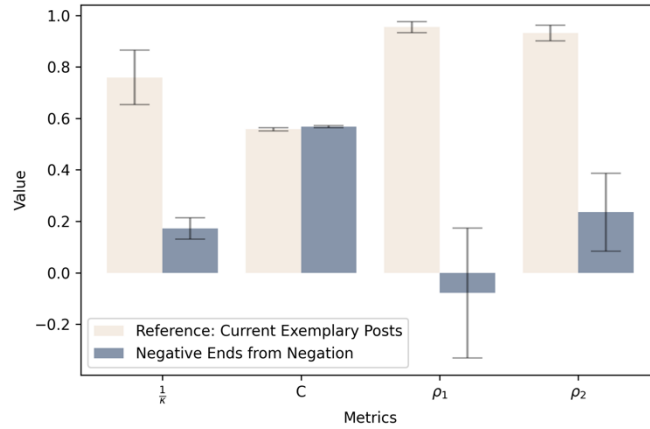 1.0
0.8
0.6
0.4
0.2
0.0
−0.2
Value
Reference: Current Exemplary Posts
Negative Ends from Negation
1/κ C ρ₁ ρ₂
Metrics